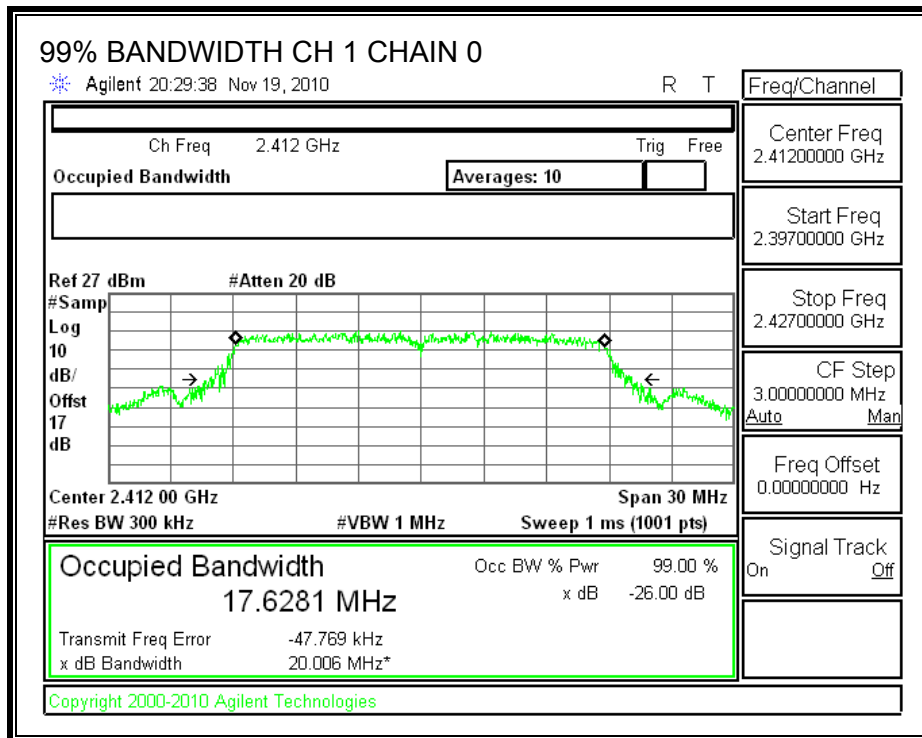 99% BANDWIDTH CH 1 CHAIN 0
Agilent 20:29:38 Nov 19, 2010 R T
Freq/Channel
Ch Freq 2.412 GHz Trig Free
Occupied Bandwidth Averages: 10
Center Freq
2.41200000 GHz
Start Freq
2.39700000 GHz
Stop Freq
2.42700000 GHz
CF Step
3.00000000 MHz
Auto Man
Freq Offset
0.00000000 Hz
Signal Track
On Off
Ref 27 dBm #Atten 20 dB
#Samp
Log
10
dB/
Offst
17
dB
Center 2.412 00 GHz Span 30 MHz
#Res BW 300 kHz #VBW 1 MHz Sweep 1 ms (1001 pts)
Occupied Bandwidth Occ BW % Pwr 99.00 %
17.6281 MHz x dB -26.00 dB
Transmit Freq Error -47.769 kHz
x dB Bandwidth 20.006 MHz*
Copyright 2000-2010 Agilent Technologies